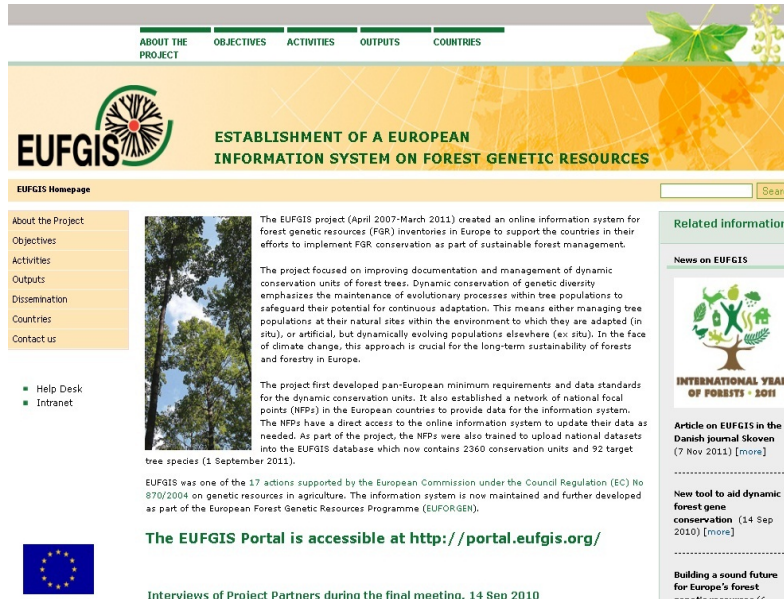 ABOUT THE
PROJECT
OBJECTIVES
ACTIVITIES
OUTPUTS
COUNTRIES
EUFGIS
ESTABLISHMENT OF A EUROPEAN
INFORMATION SYSTEM ON FOREST GENETIC RESOURCES
EUFGIS Homepage
Sear
About the Project
Objectives
Activities
Outputs
Dissemination
Countries
Contact us
Help Desk
Intranet
The EUFGIS project (April 2007-March 2011) created an online information system for
forest genetic resources (FGR) inventories in Europe to support the countries in their
efforts to implement FGR conservation as part of sustainable forest management.
The project focused on improving documentation and management of dynamic
conservation units of forest trees. Dynamic conservation of genetic diversity
emphasizes the maintenance of evolutionary processes within tree populations to
safeguard their potential for continuous adaptation. This means either managing tree
populations at their natural sites within the environment to which they are adapted (in
situ), or artificial, but dynamically evolving populations elsewhere (ex situ). In the face
of climate change, this approach is crucial for the long-term sustainability of forests
and forestry in Europe.
The project first developed pan-European minimum requirements and data standards
for the dynamic conservation units. It also established a network of national focal
points (NFPs) in the European countries to provide data for the information system.
The NFPs have a direct access to the online information system to update their data as
needed. As part of the project, the NFPs were also trained to upload national datasets
into the EUFGIS database which now contains 2360 conservation units and 92 target
tree species (1 September 2011).
EUFGIS was one of the 17 actions supported by the European Commission under the Council Regulation (EC) No
870/2004 on genetic resources in agriculture. The information system is now maintained and further developed
as part of the European Forest Genetic Resources Programme (EUFORGEN).
The EUFGIS Portal is accessible at http://portal.eufgis.org/
Interviews of Project Partners during the final meeting, 14 Sep 2010
Related information
News on EUFGIS
INTERNATIONAL YEAR
OF FORESTS • 2011
Article on EUFGIS in the
Danish journal Skoven
(7 Nov 2011) [more]
New tool to aid dynamic
forest gene
conservation (14 Sep
2010) [more]
Building a sound future
for Europe's forest